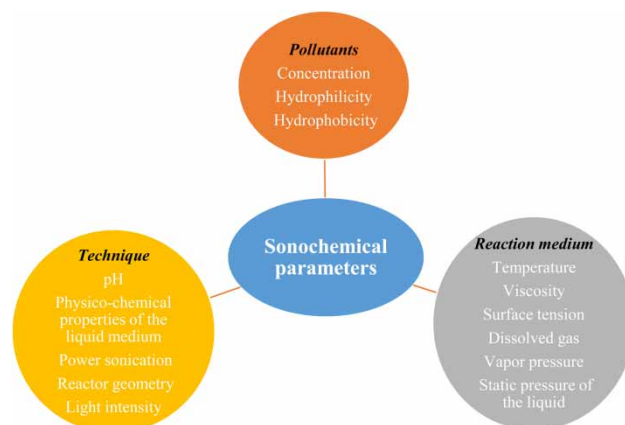 Pollutants
Concentration
Hydrophilicity
Hydrophobicity
Sonochemical
parameters
Technique
pH
Physico-chemical
properties of the
liquid medium
Power sonication
Reactor geometry
Light intensity
Reaction medium
Temperature
Viscosity
Surface tension
Dissolved gas
Vapor pressure
Static pressure of
the liquid